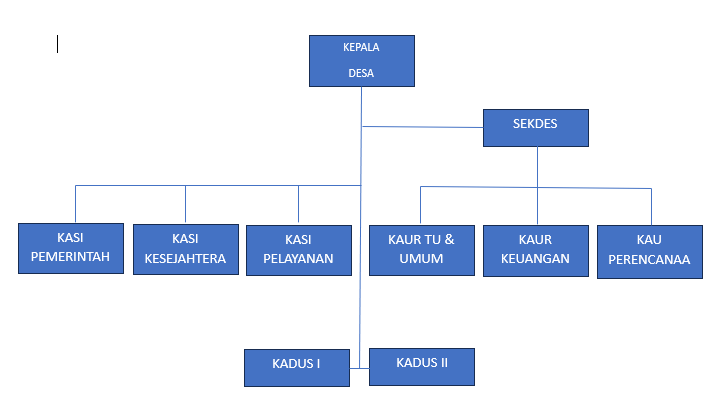 KEPALA
DESA
SEKDES
KASI
PEMERINTAH
KASI
KESEJAHTERA
KASI
PELAYANAN
KAUR TU &
UMUM
KAUR
KEUANGAN
KAU
PERENCANAA
KADUS I
KADUS II